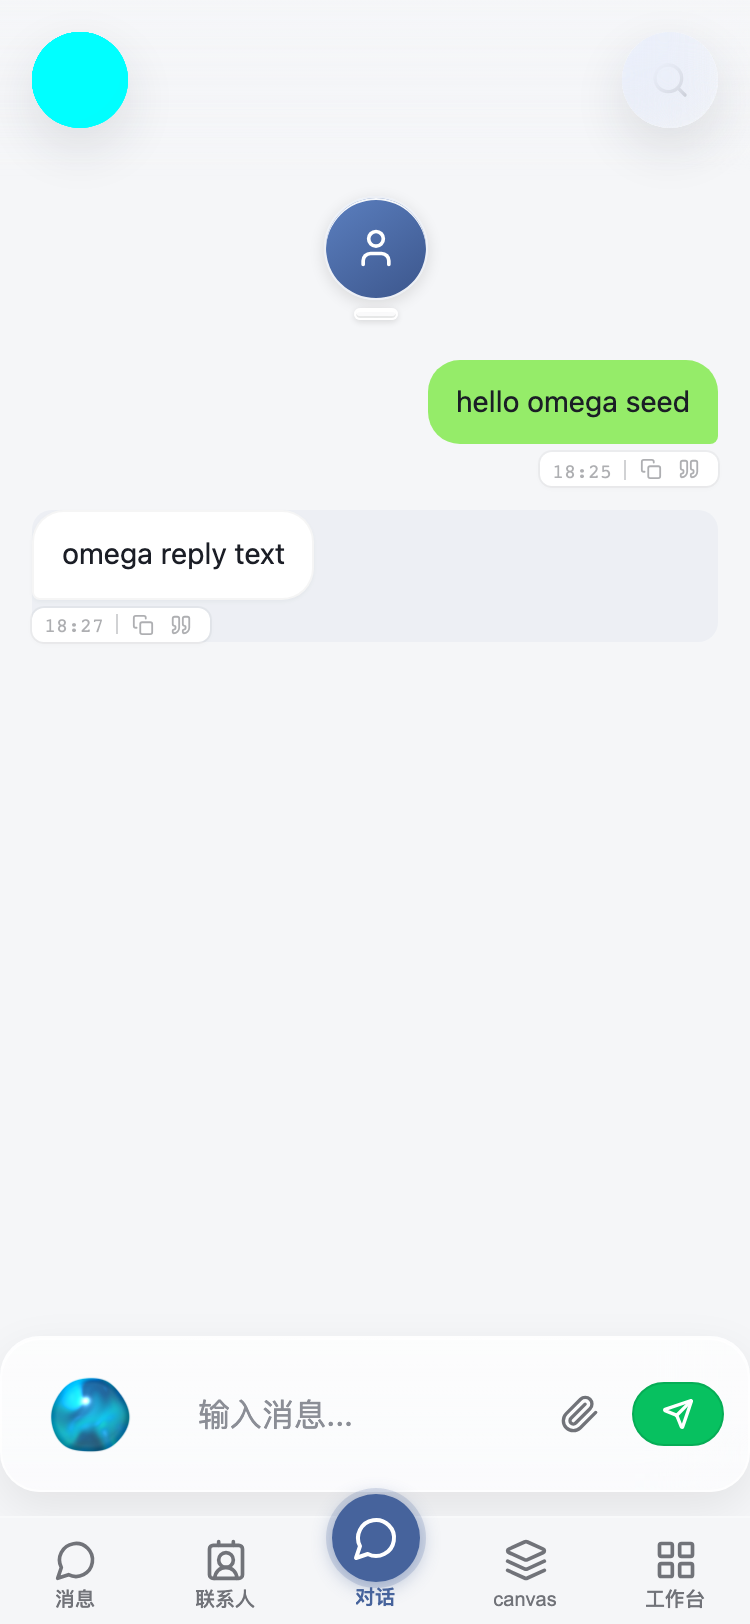 hello omega seed
18:25
omega reply text
18:27
输入消息...
消息
联系人
对话
canvas
工作台